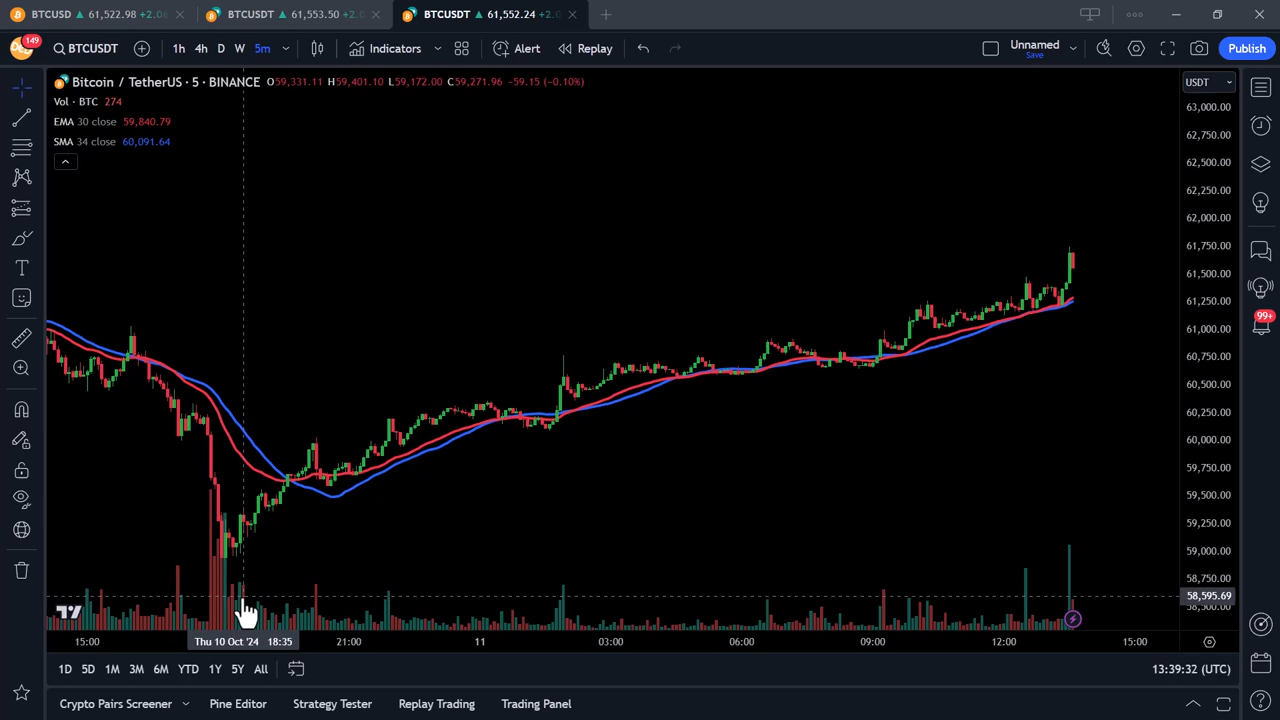 BTCUSD ▲ 61,522.98 +2.06
BTCUSDT ▲ 61,553.50 +2.0
BTCUSDT ▲ 61,552.24 +2.0
149
BTCUSDT
1h 4h D W 5m
Indicators
Alert
Replay
Unnamed
Save
Publish
Bitcoin / TetherUS · 5 · BINANCE O59,331.11 H59,401.10 L59,172.00 C59,271.96 −59.15 (−0.10%)
USDT
Vol · BTC 274
EMA 30 close 59,840.79
SMA 34 close 60,091.64
63,000.00
62,750.00
62,500.00
62,250.00
62,000.00
61,750.00
61,500.00
61,250.00
61,000.00
60,750.00
60,500.00
60,250.00
60,000.00
59,750.00
59,500.00
59,250.00
59,000.00
58,750.00
58,595.69
99+
15:00 Thu 10 Oct '24 18:35 21:00 11 03:00 06:00 09:00 12:00 15:00
1D 5D 1M 3M 6M YTD 1Y 5Y All
13:39:32 (UTC)
Crypto Pairs Screener Pine Editor Strategy Tester Replay Trading Trading Panel